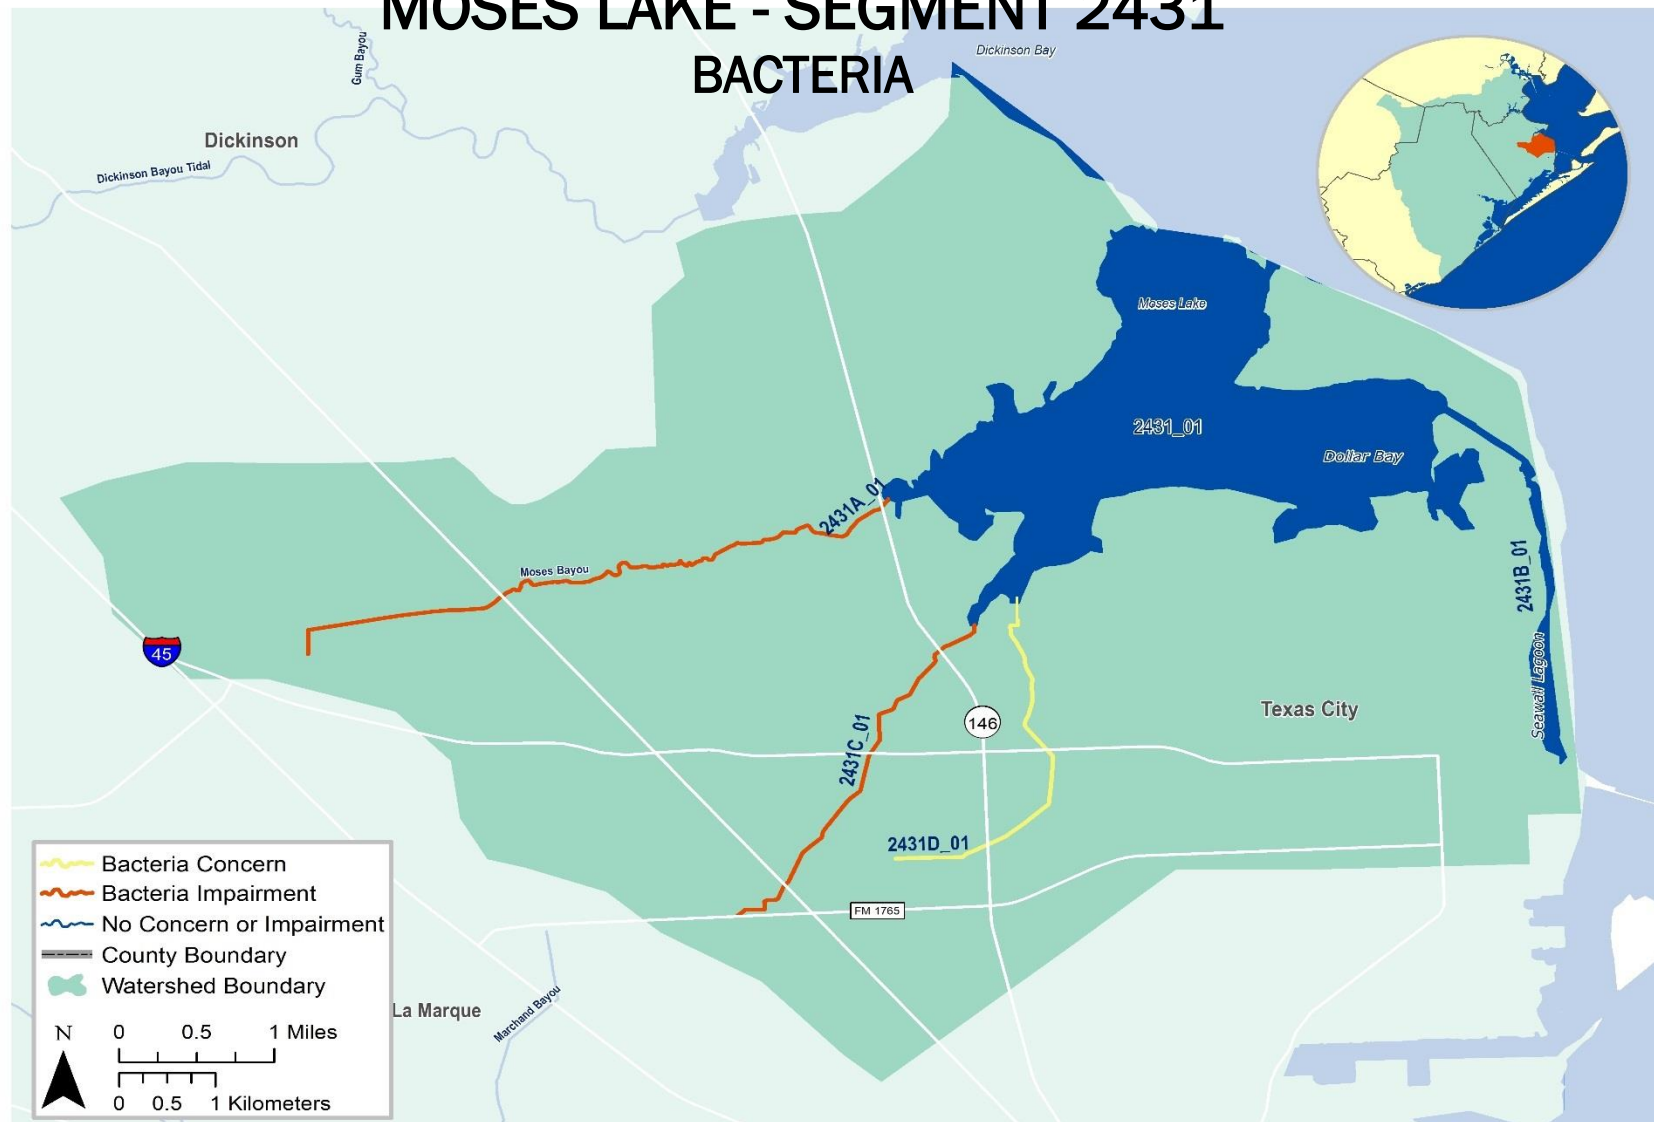 MOSES LAKE - SEGMENT 2431
BACTERIA
Dickinson Bay
Gum Bayou
Dickinson
Dickinson Bayou Tidal
Moses Lake
2431_01
Dollar Bay
2431A_01
Moses Bayou
2431B_01
Seawall Lagoon
45
Texas City
146
2431C_01
2431D_01
FM 1765
Bacteria Concern
Bacteria Impairment
No Concern or Impairment
County Boundary
Watershed Boundary
La Marque
Marchand Bayou
N
0 0.5 1 Miles
0 0.5 1 Kilometers